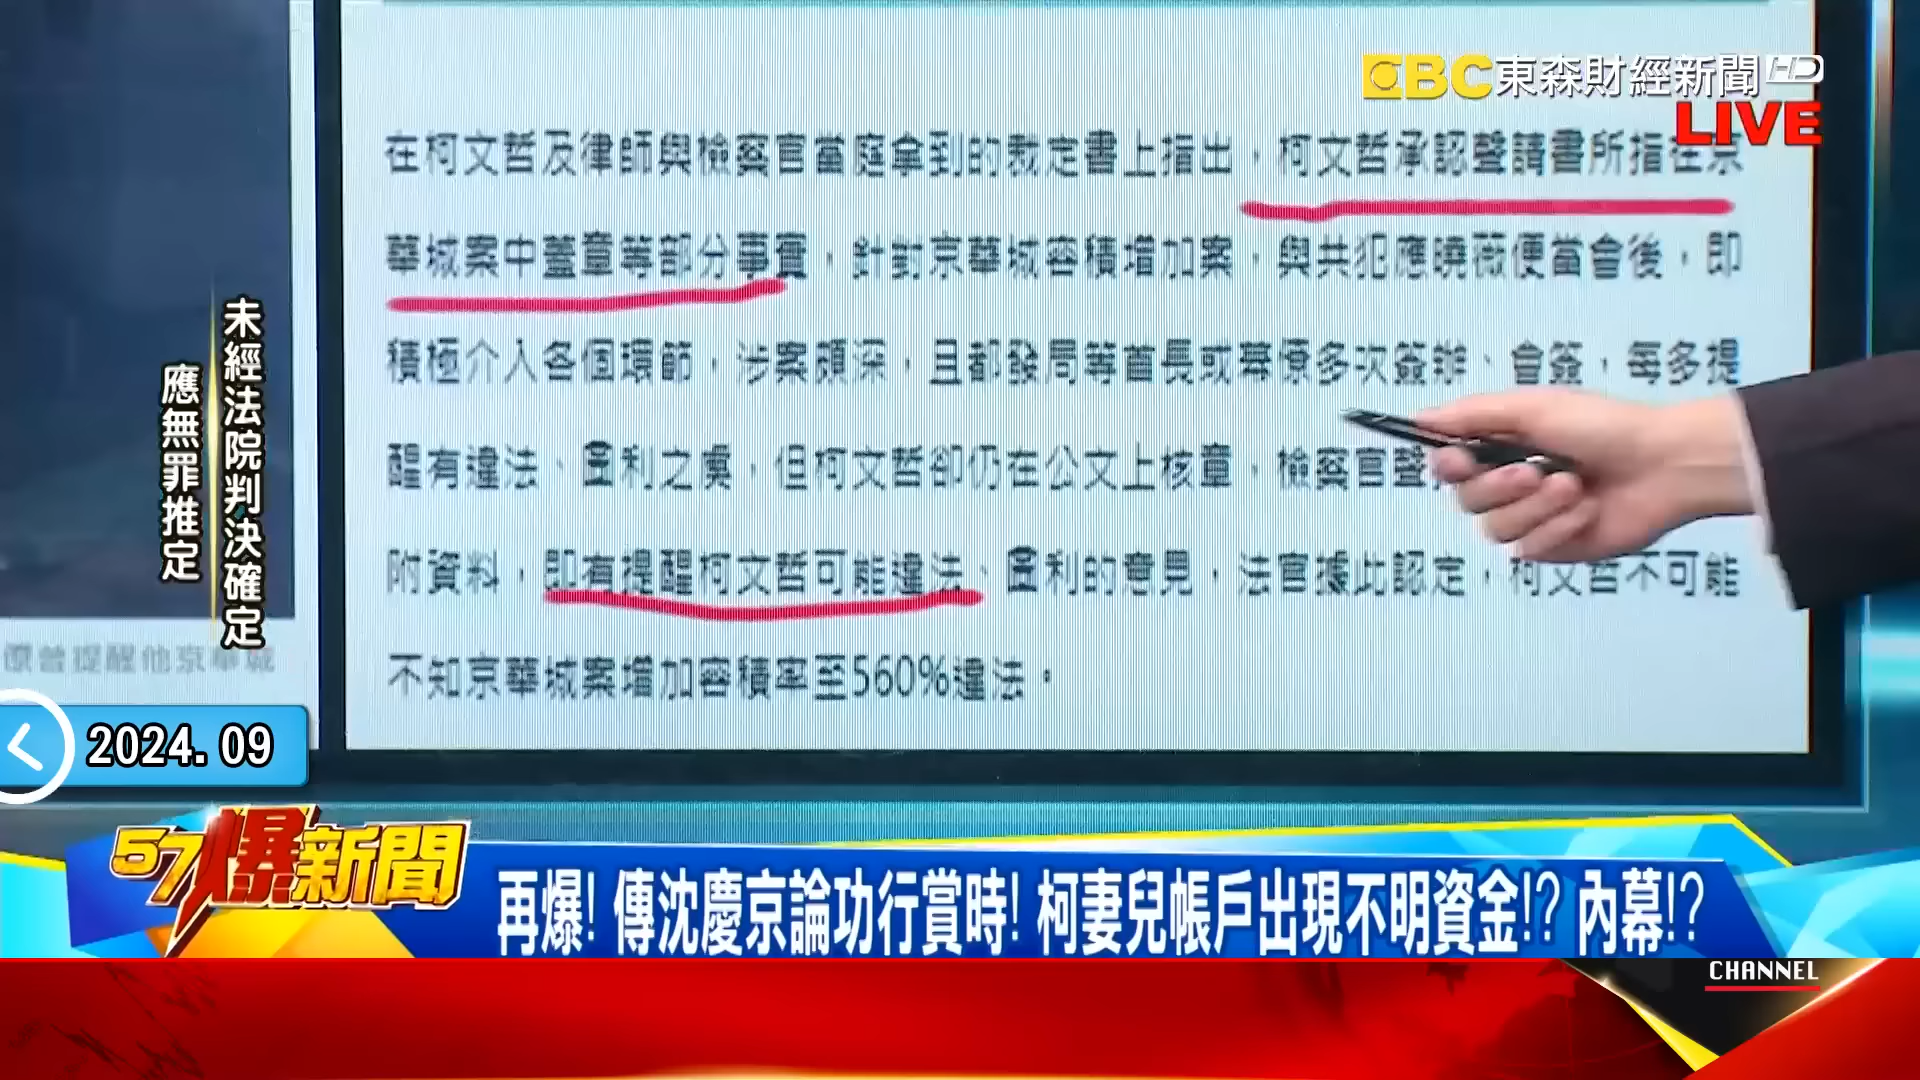 EBC東森財經新聞HD
LIVE
在柯文哲及律師與檢察官當庭拿到的裁定書上指出，柯文哲承認聲請書所指在京
華城案中蓋章等部分事實，針對京華城容積增加案，與共犯應曉薇便當會後，即
積極介入各個環節，涉案頗深，且都發局等首長或幕僚多次簽辦、會簽，每多提
醒有違法、圖利之虞，但柯文哲卻仍在公文上核章，檢察官聲
附資料，即有提醒柯文哲可能違法、圖利的意見，法官據此認定，柯文哲不可能
不知京華城案增加容積率至560%違法。
未經法院判決確定
應無罪推定
僚曾提醒他京華城
2024.09
57爆新聞
再爆!傳沈慶京論功行賞時!柯妻兒帳戶出現不明資金!?內幕!?
CHANNEL